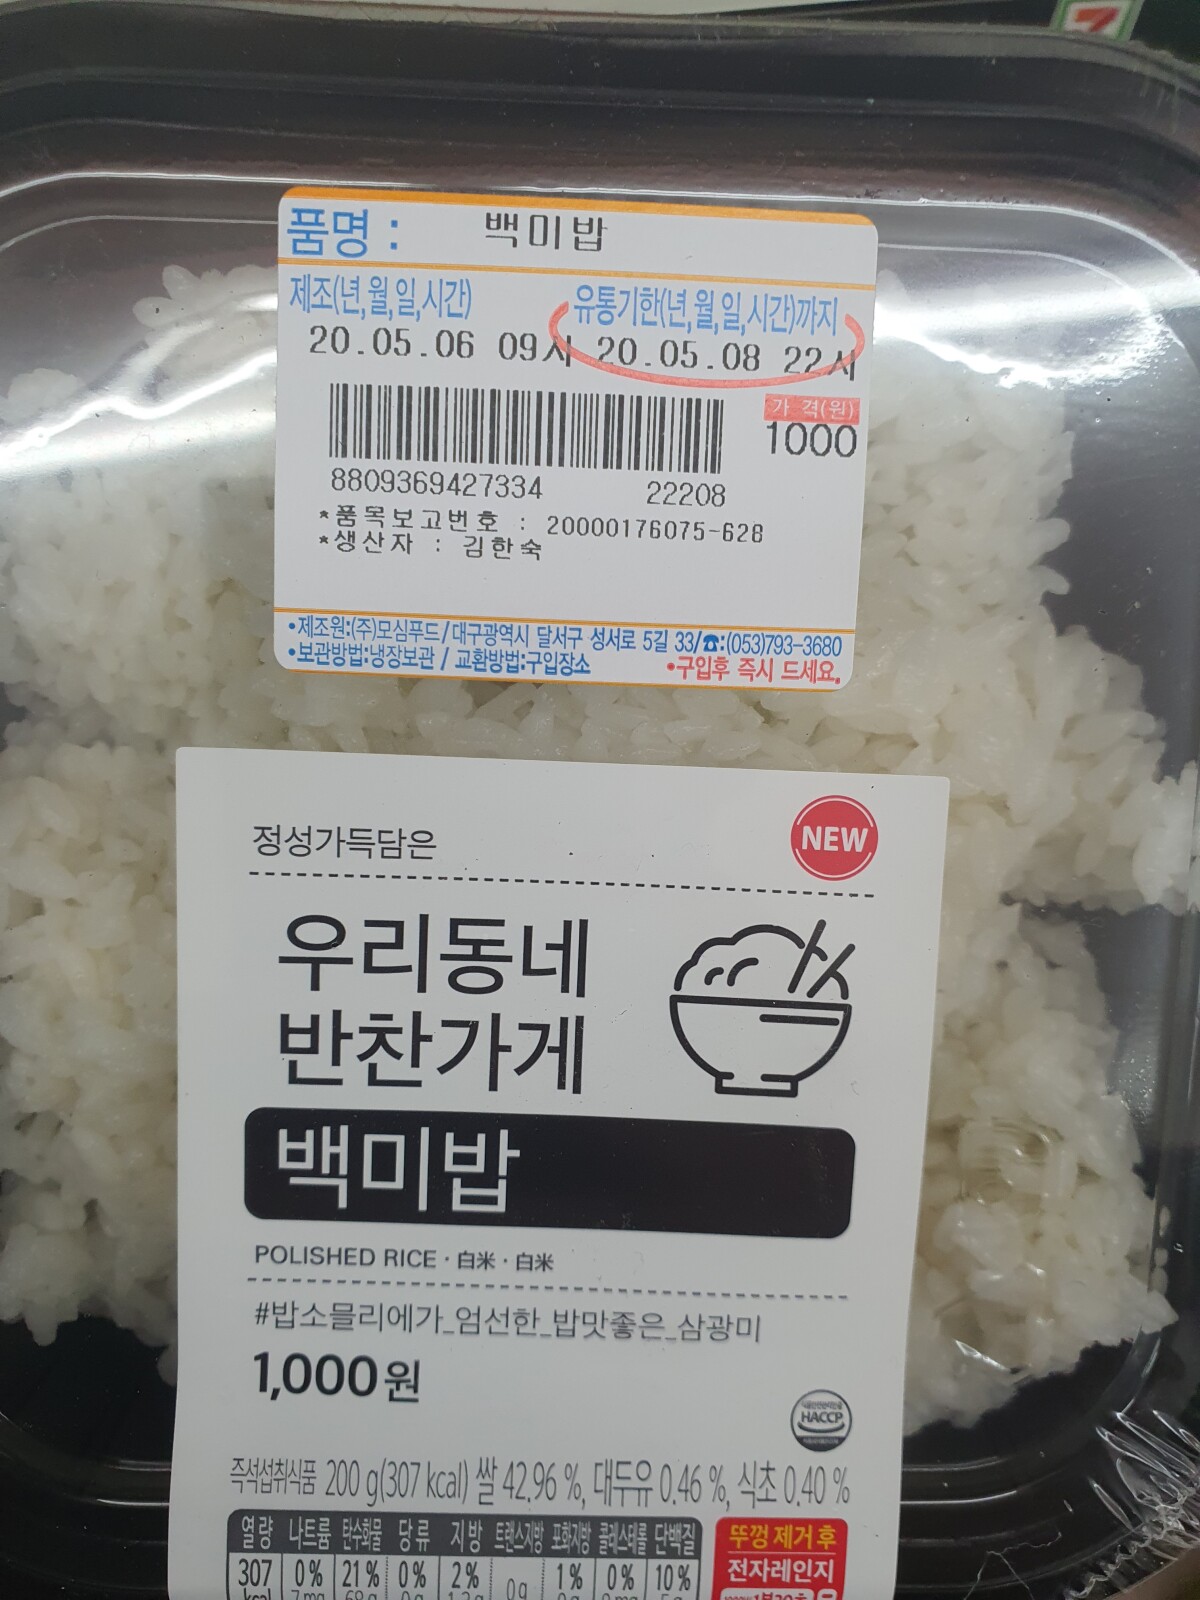 7
품명 : 백미밥
제조(년,월,일,시간) 유통기한(년,월,일,시간)까지
20.05.06 09시 20.05.08 22시
가 격(원)
1000
8809369427334 22208
*품목보고번호 : 20000176075-628
*생산자 : 김한숙
•제조원:(주)모심푸드/대구광역시 달서구 성서로 5길 33/☎:(053)793-3680
•보관방법:냉장보관 / 교환방법:구입장소 •구입후 즉시 드세요.
정성가득담은
NEW
우리동네
반찬가게
백미밥
POLISHED RICE · 白米 · 白米
#밥소믈리에가_엄선한_밥맛좋은_삼광미
1,000원
HACCP
즉석섭취식품 200 g(307 kcal) 쌀 42.96 %, 대두유 0.46 %, 식초 0.40 %
열량 나트륨 탄수화물 당류 지방 트랜스지방 포화지방 콜레스테롤 단백질
307 0% 21% 0% 2% 0g 1% 0% 10%
kcal
뚜껑 제거 후
전자레인지